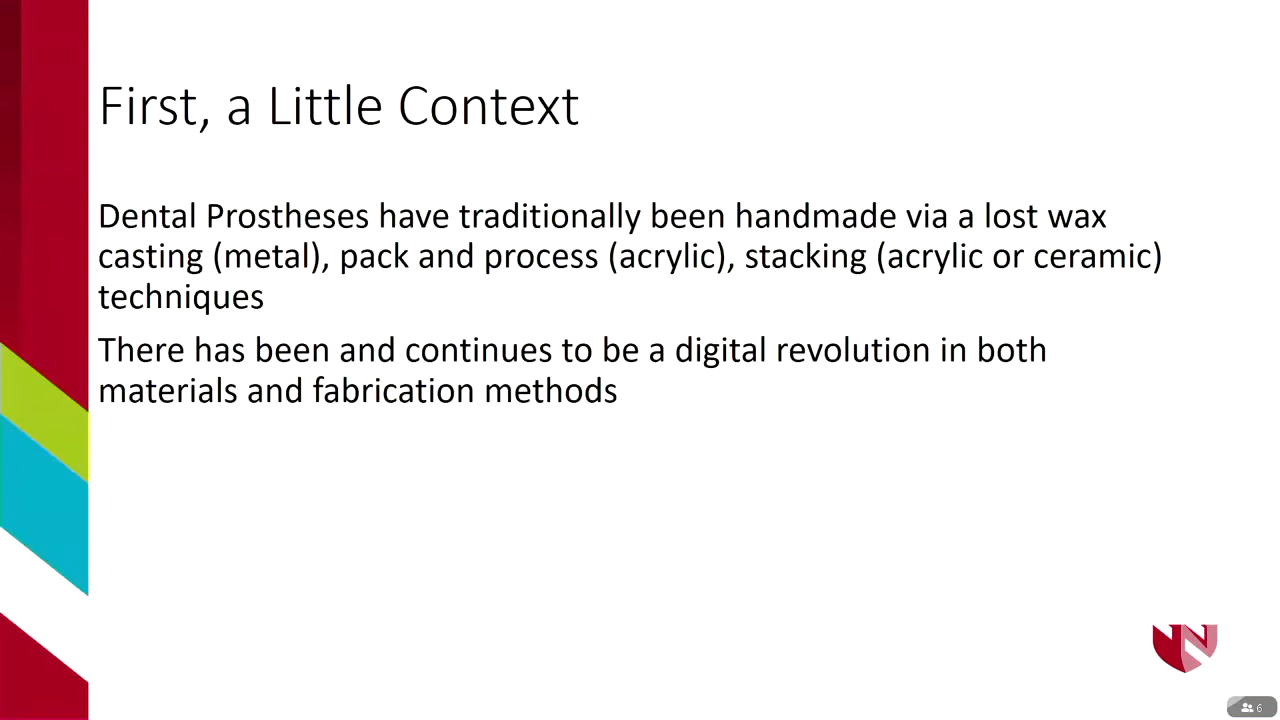 First, a Little Context
Dental Prostheses have traditionally been handmade via a lost wax
casting (metal), pack and process (acrylic), stacking (acrylic or ceramic)
techniques
There has been and continues to be a digital revolution in both
materials and fabrication methods
6